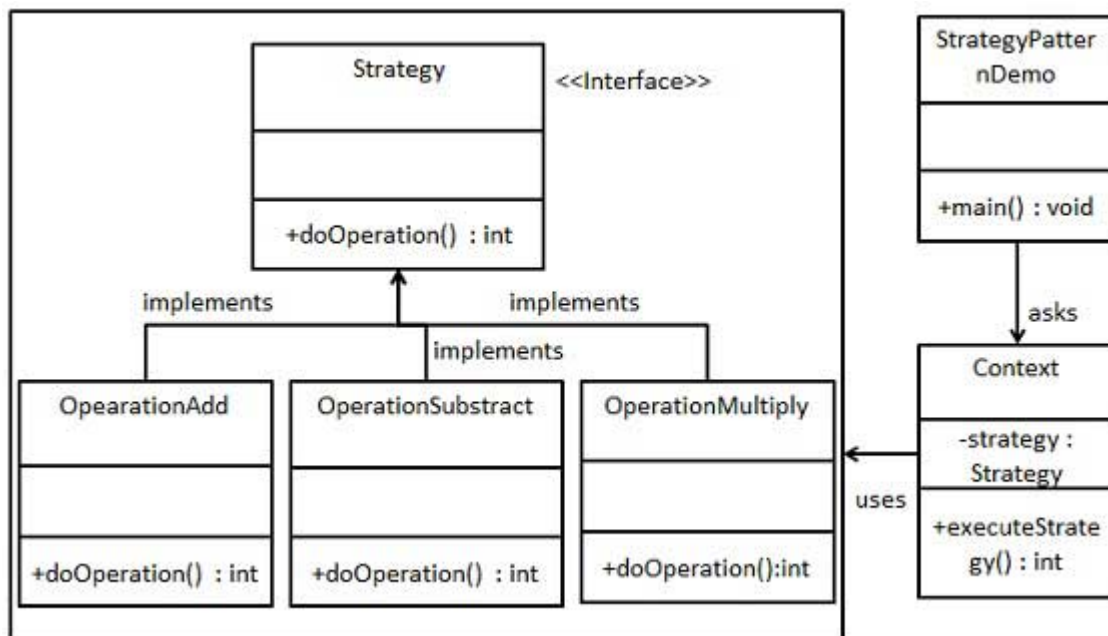 Strategy
<<Interface>>
+doOperation() : int
implements
implements
implements
OpearationAdd
+doOperation() : int
OperationSubstract
+doOperation() : int
OperationMultiply
+doOperation():int
StrategyPatter
nDemo
+main() : void
asks
Context
-strategy :
Strategy
+executeStrate
gy() : int
uses